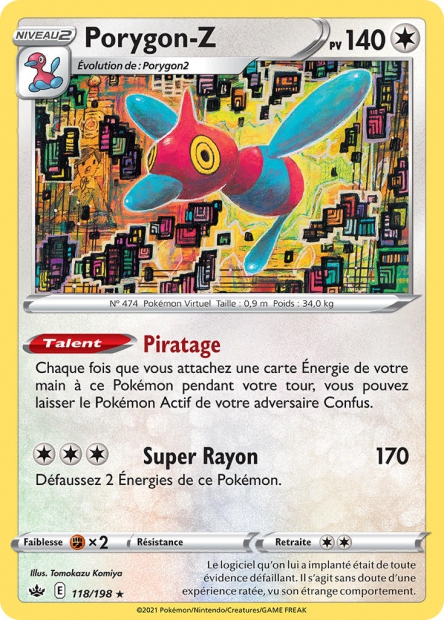 NIVEAU2
Porygon-Z
PV 140
Évolution de : Porygon2
N° 474 Pokémon Virtuel Taille : 0,9 m Poids : 34,0 kg
Talent Piratage
Chaque fois que vous attachez une carte Énergie de votre
main à ce Pokémon pendant votre tour, vous pouvez
laisser le Pokémon Actif de votre adversaire Confus.
Super Rayon 170
Défaussez 2 Énergies de ce Pokémon.
Faiblesse ×2 Résistance Retraite
Illus. Tomokazu Komiya
E 118/198 ★
Le logiciel qu'on lui a implanté était de toute
évidence défaillant. Il s'agit sans doute d'une
expérience ratée, vu son étrange comportement.
©2021 Pokémon/Nintendo/Creatures/GAME FREAK